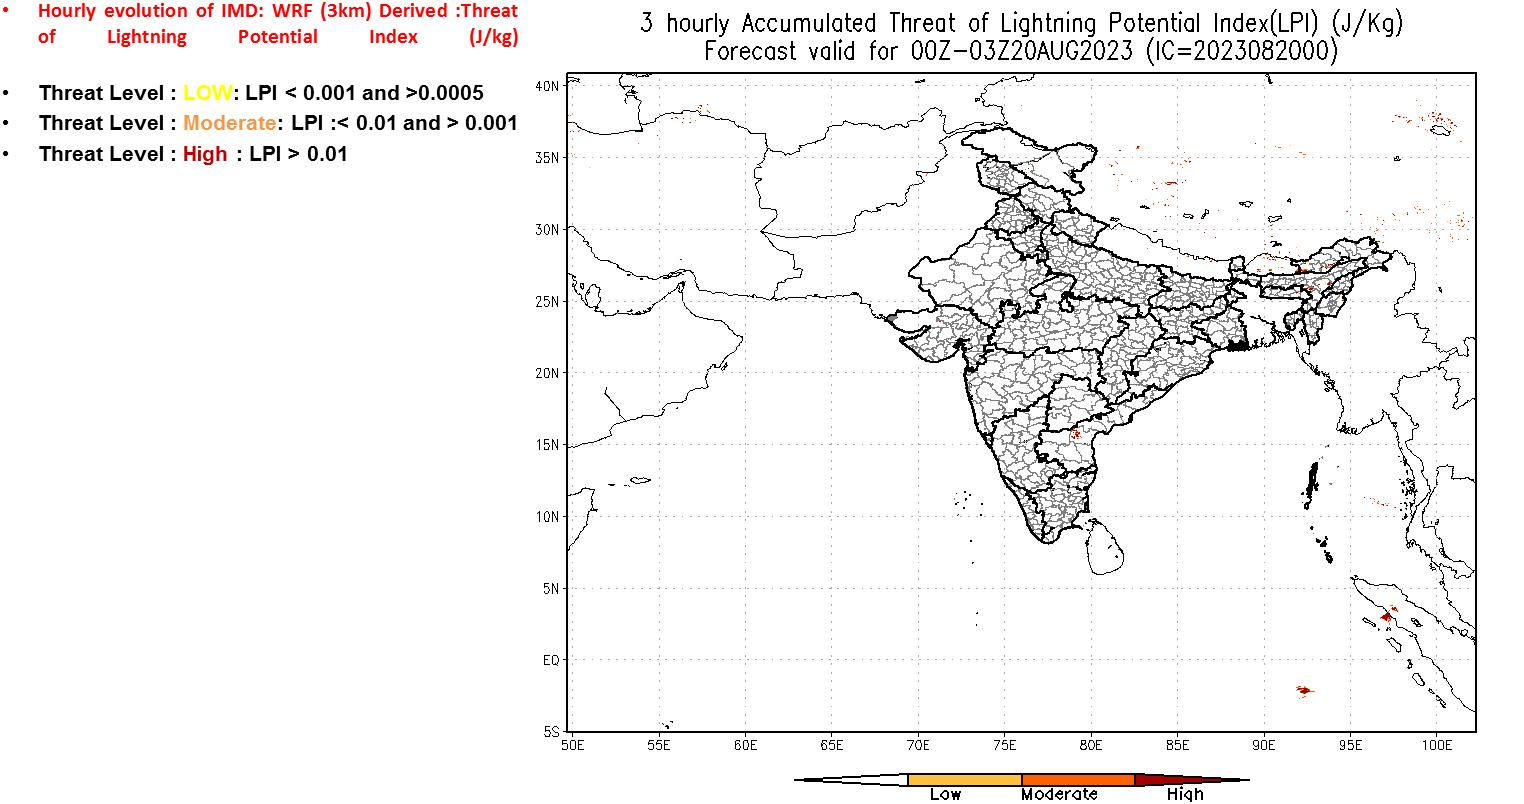 • Hourly evolution of IMD: WRF (3km) Derived :Threat
of Lightning Potential Index (J/kg)
• Threat Level : LOW: LPI < 0.001 and >0.0005
• Threat Level : Moderate: LPI :< 0.01 and > 0.001
• Threat Level : High : LPI > 0.01
3 hourly Accumulated Threat of Lightning Potential Index(LPI) (J/Kg)
Forecast valid for 00Z-03Z20AUG2023 (IC=2023082000)
40N
35N
30N
25N
20N
15N
10N
5N
EQ
5S
50E 55E 60E 65E 70E 75E 80E 85E 90E 95E 100E
Low Moderate High